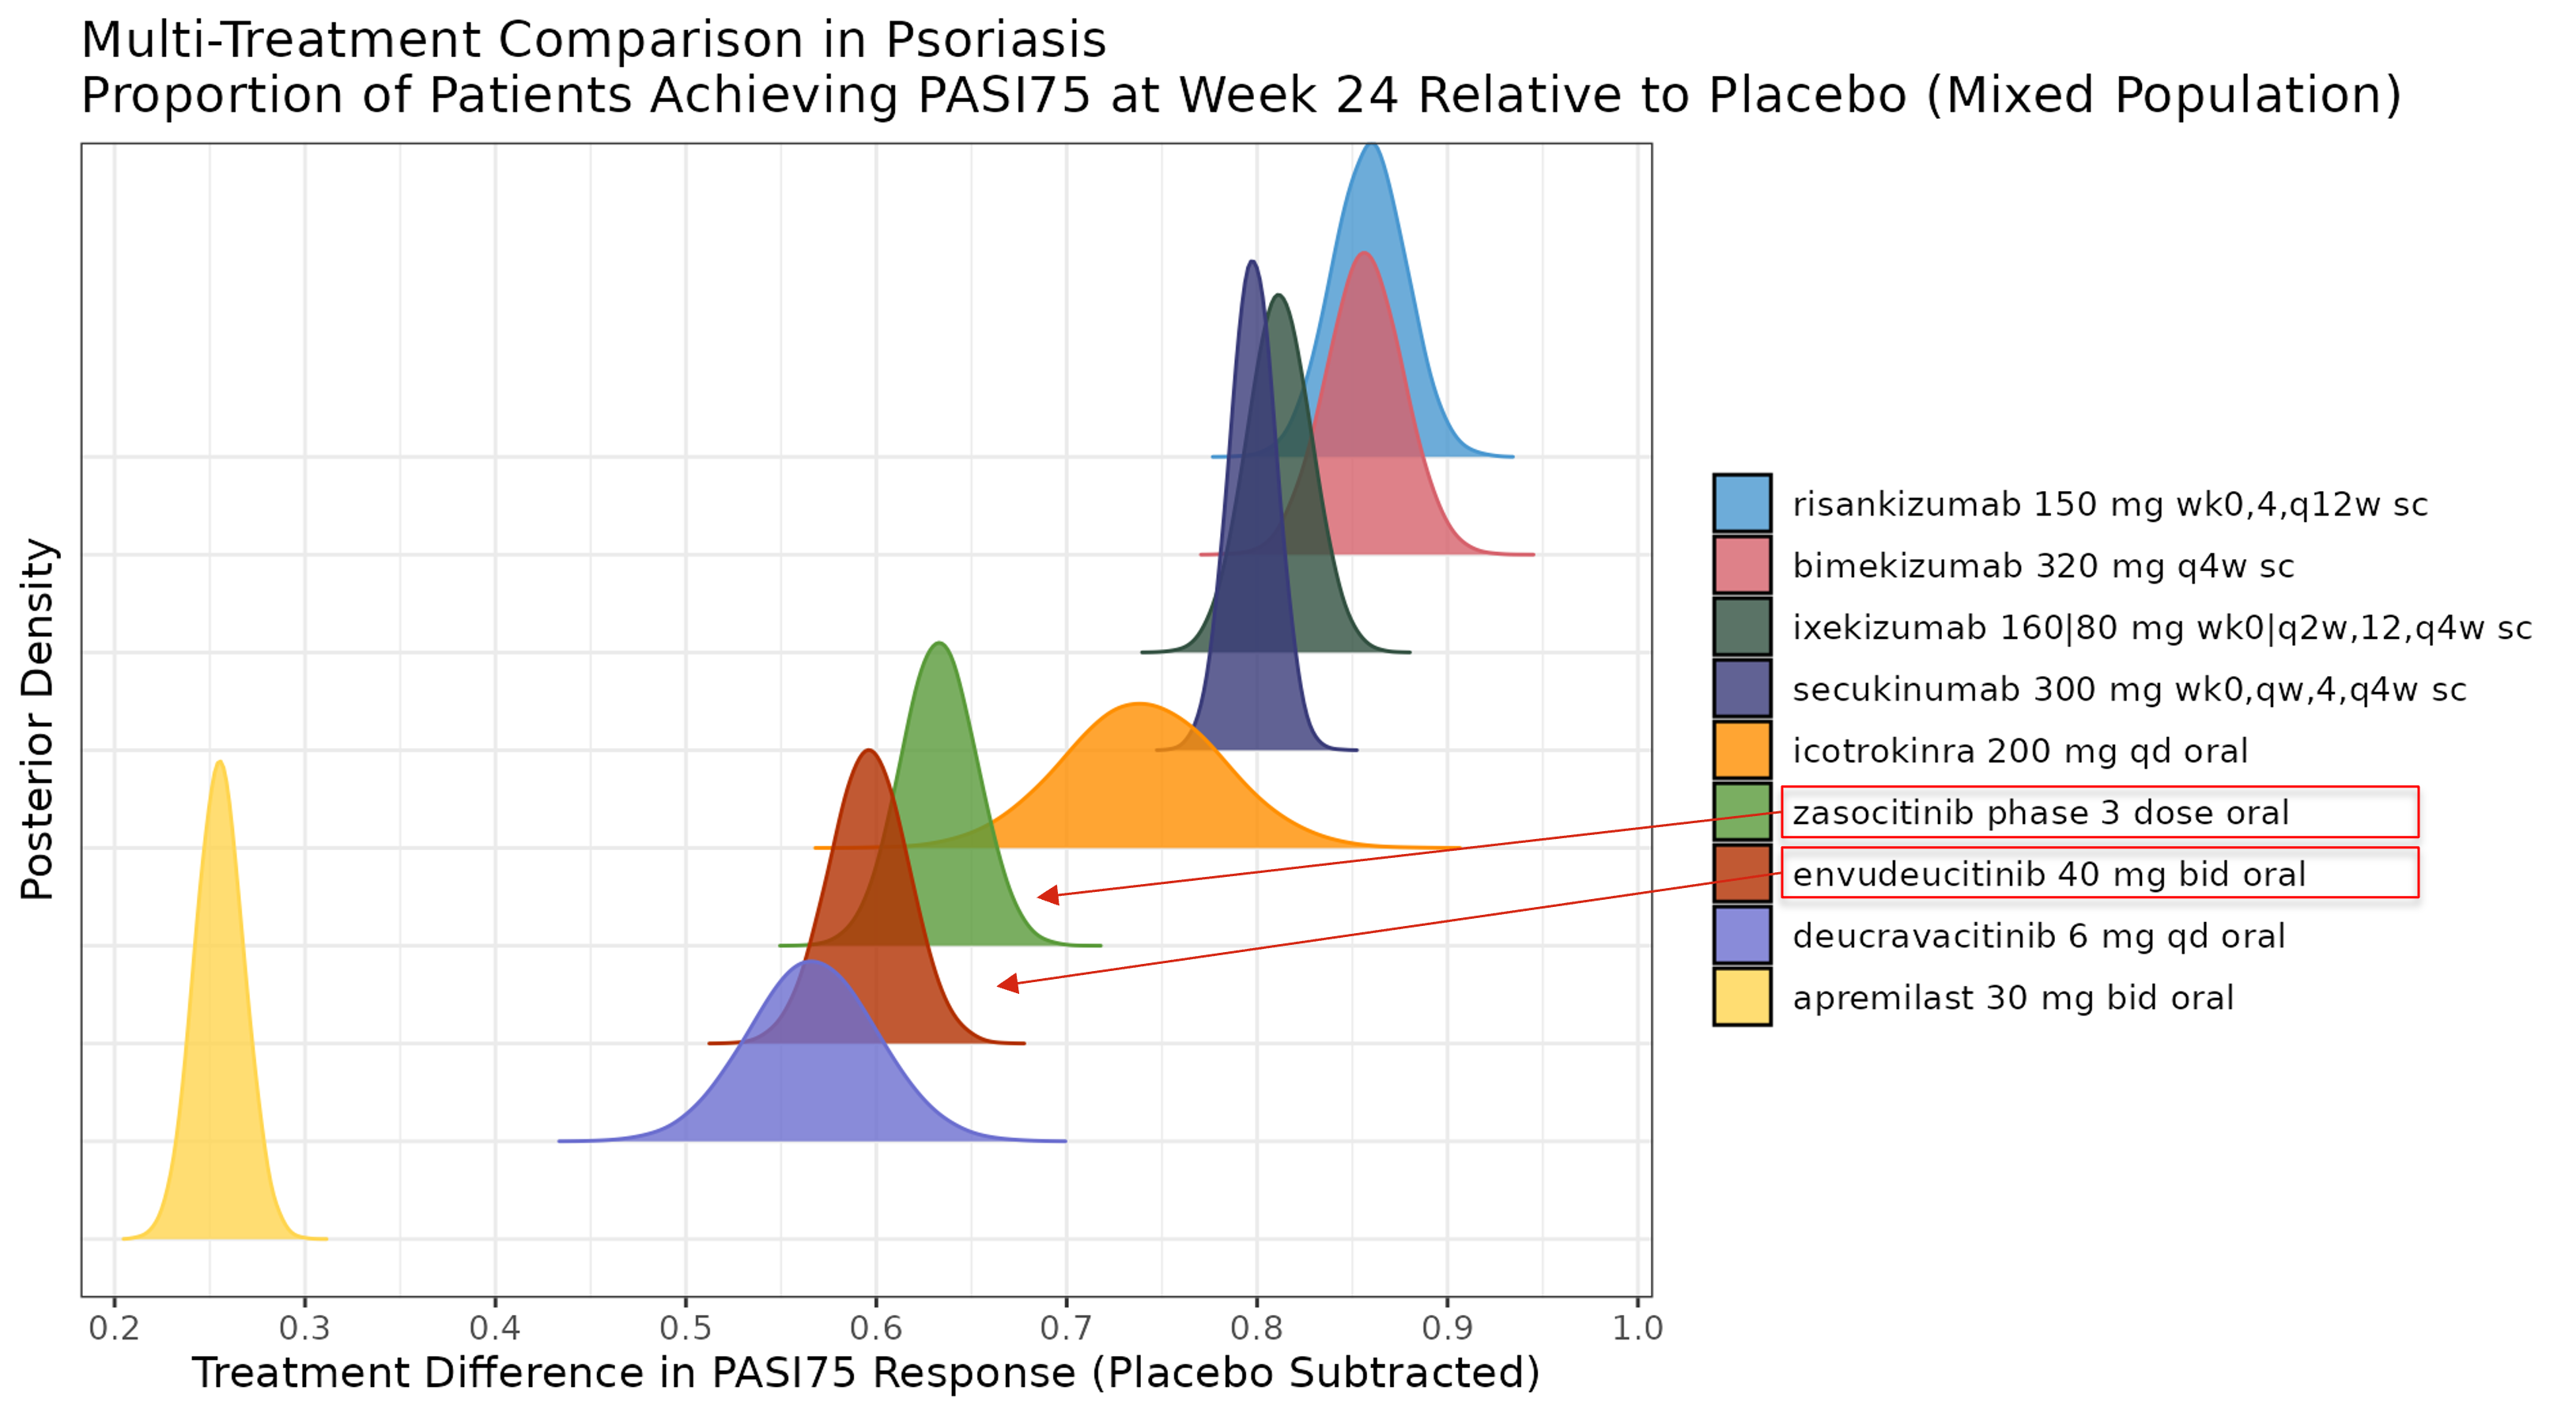 Multi-Treatment Comparison in Psoriasis
Proportion of Patients Achieving PASI75 at Week 24 Relative to Placebo (Mixed Population)
Posterior Density
risankizumab 150 mg wk0,4,q12w sc
bimekizumab 320 mg q4w sc
ixekizumab 160|80 mg wk0|q2w,12,q4w sc
secukinumab 300 mg wk0,qw,4,q4w sc
icotrokinra 200 mg qd oral
zasocitinib phase 3 dose oral
envudeucitinib 40 mg bid oral
deucravacitinib 6 mg qd oral
apremilast 30 mg bid oral
0.2 0.3 0.4 0.5 0.6 0.7 0.8 0.9 1.0
Treatment Difference in PASI75 Response (Placebo Subtracted)